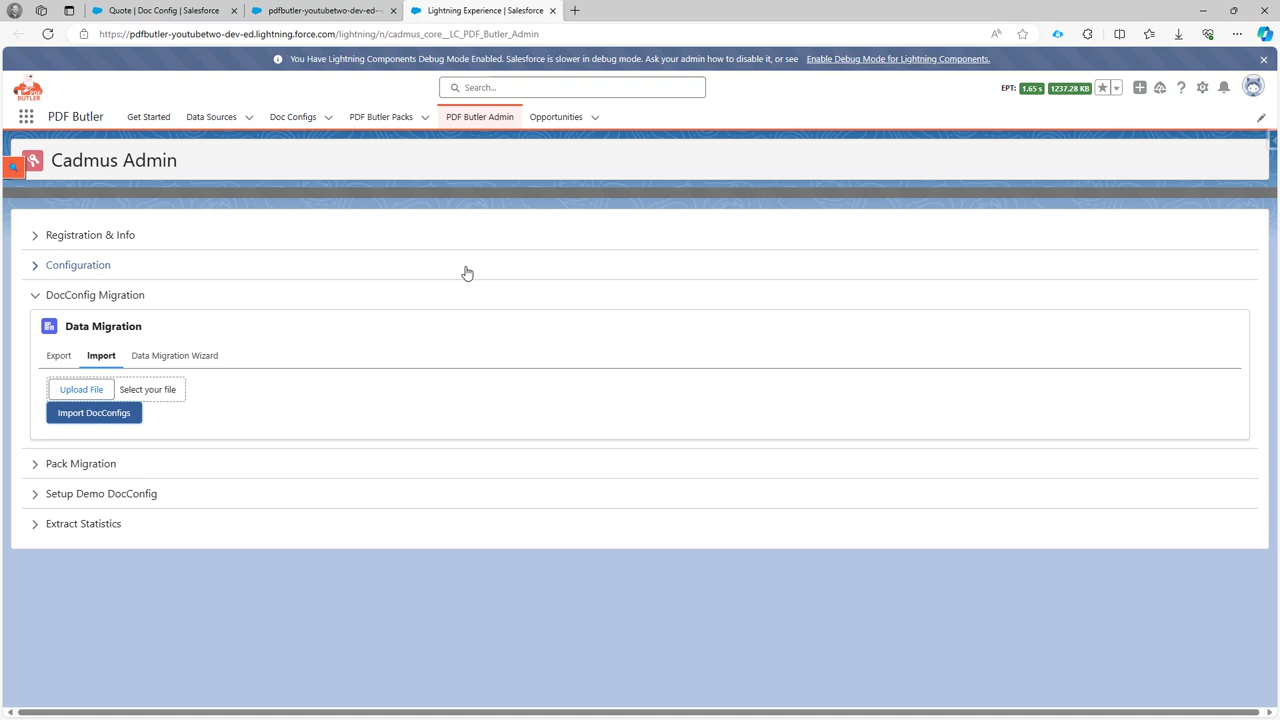 Quote | Doc Config | Salesforce
pdfbutler-youtubetwo-dev-ed--
Lightning Experience | Salesforce
https://pdfbutler-youtubetwo-dev-ed.lightning.force.com/lightning/n/cadmus_core__LC_PDF_Butler_Admin
You Have Lightning Components Debug Mode Enabled. Salesforce is slower in debug mode. Ask your admin how to disable it, or see Enable Debug Mode for Lightning Components.
PDF BUTLER
Search...
EPT: 1.65 s 1237.28 KB
PDF Butler
Get Started
Data Sources
Doc Configs
PDF Butler Packs
PDF Butler Admin
Opportunities
Cadmus Admin
Registration & Info
Configuration
DocConfig Migration
Data Migration
Export
Import
Data Migration Wizard
Upload File
Select your file
Import DocConfigs
Pack Migration
Setup Demo DocConfig
Extract Statistics